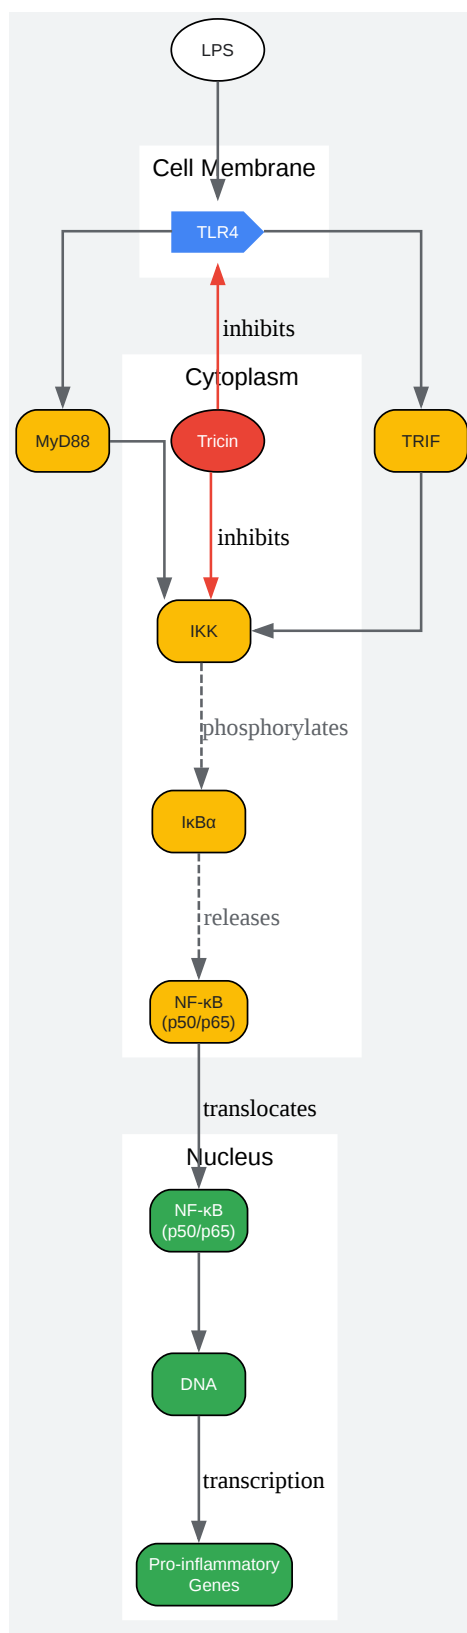 LPS
Cell Membrane
TLR4
inhibits
Cytoplasm
MyD88
Tricin
TRIF
inhibits
IKK
phosphorylates
IκBα
releases
NF-κB
(p50/p65)
translocates
Nucleus
NF-κB
(p50/p65)
DNA
transcription
Pro-inflammatory
Genes